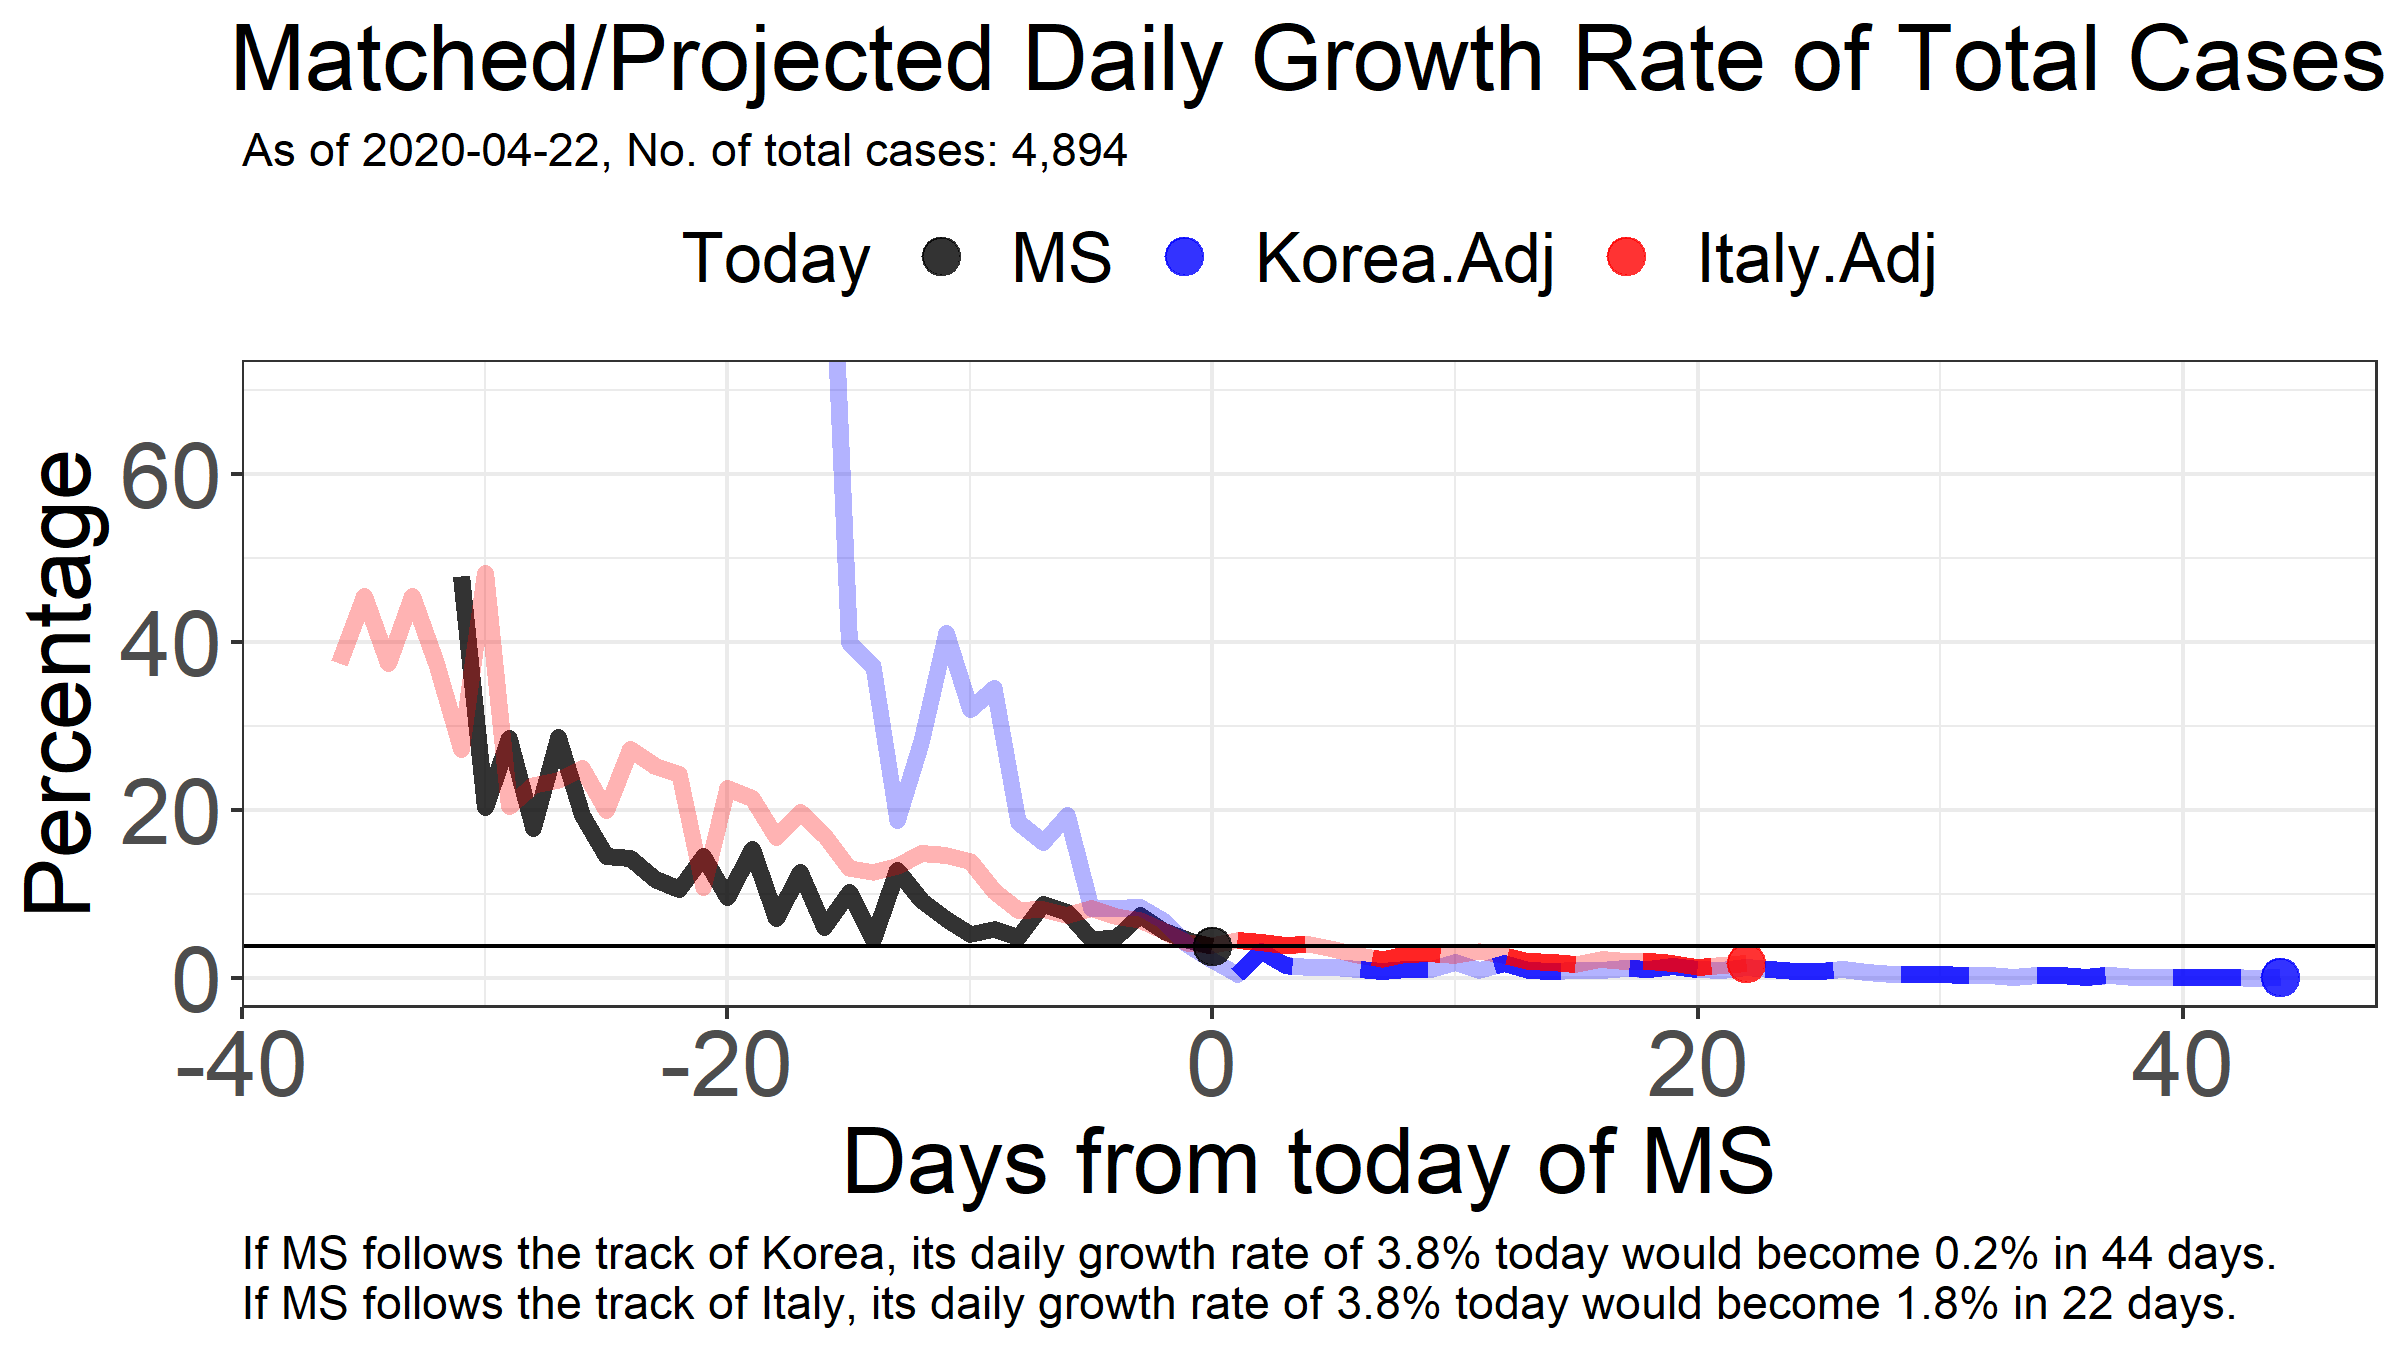 Matched/Projected Daily Growth Rate of Total Cases
As of 2020-04-22, No. of total cases: 4,894
Today MS Korea.Adj Italy.Adj
Percentage
60
40
20
0
-40 -20 0 20 40
Days from today of MS
If MS follows the track of Korea, its daily growth rate of 3.8% today would become 0.2% in 44 days.
If MS follows the track of Italy, its daily growth rate of 3.8% today would become 1.8% in 22 days.